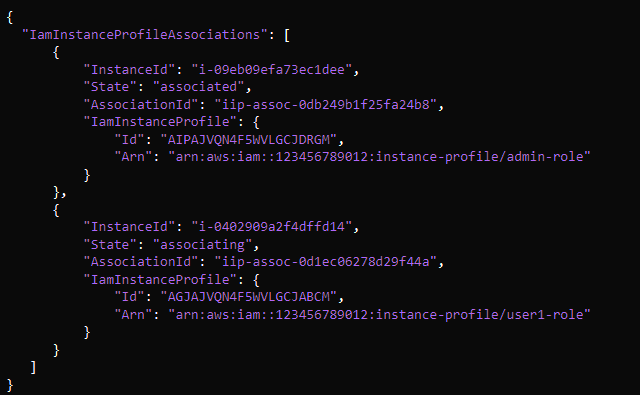 {
  "IamInstanceProfileAssociations": [
      {
           "InstanceId": "i-09eb09efa73ec1dee",
           "State": "associated",
           "AssociationId": "iip-assoc-0db249b1f25fa24b8",
           "IamInstanceProfile": {
              "Id": "AIPAJVQN4F5WVLGCJDRGM",
              "Arn": "arn:aws:iam::123456789012:instance-profile/admin-role"
          }
      },
      {
           "InstanceId": "i-0402909a2f4dffd14",
           "State": "associating",
           "AssociationId": "iip-assoc-0d1ec06278d29f44a",
           "IamInstanceProfile": {
              "Id": "AGJAJVQN4F5WVLGCJABCM",
              "Arn": "arn:aws:iam::123456789012:instance-profile/user1-role"
          }
      }
   ]
}